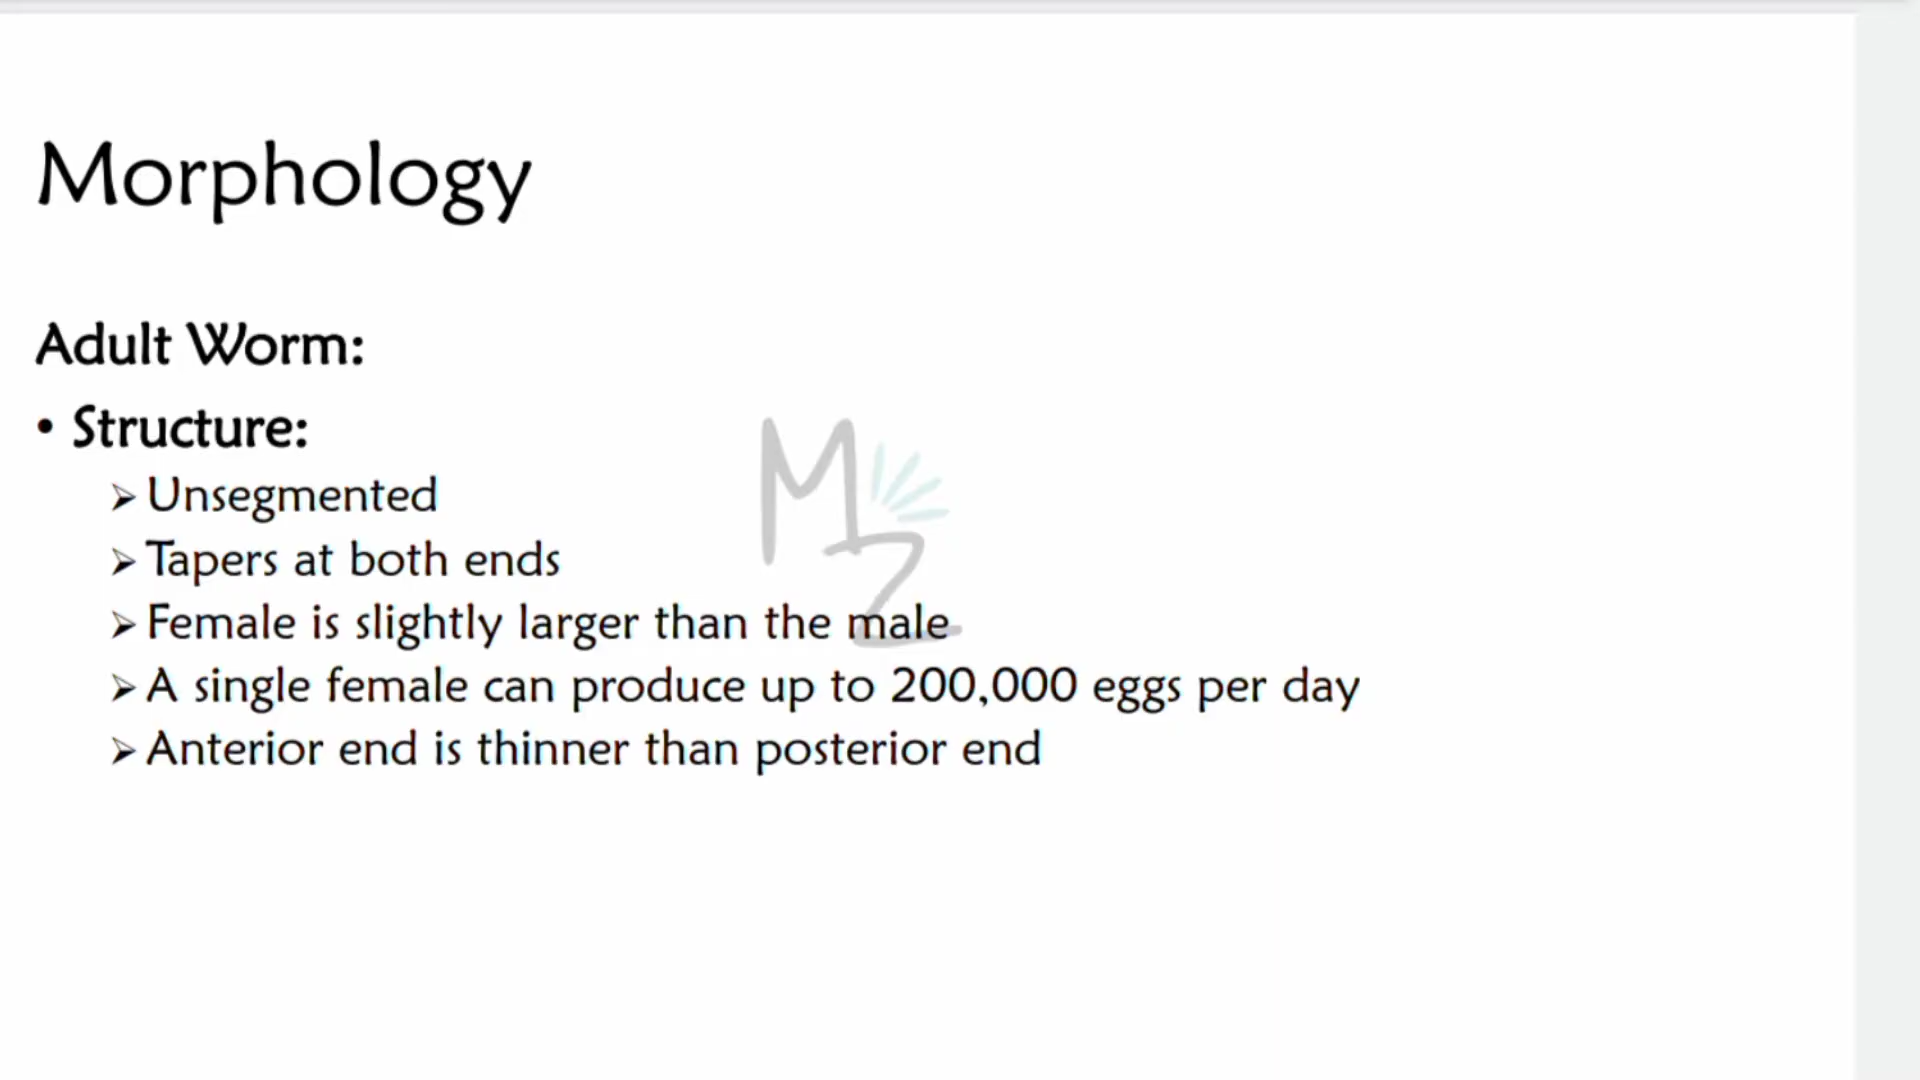 Morphology
Adult Worm:
• Structure:
➢ Unsegmented
➢ Tapers at both ends
➢ Female is slightly larger than the male
➢ A single female can produce up to 200,000 eggs per day
➢ Anterior end is thinner than posterior end
MZ